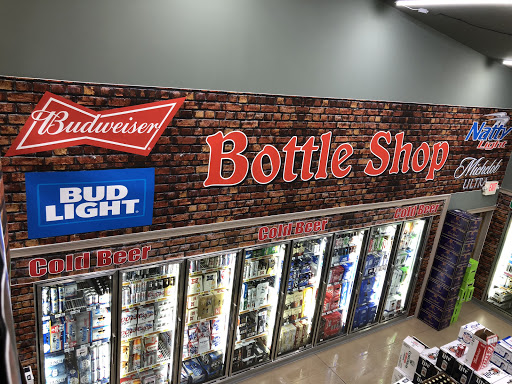 Budweiser
BUD
LIGHT
Bottle Shop
Natty
Light
Michelob
ULTRA
Cold Beer
Cold Beer
Cold Beer